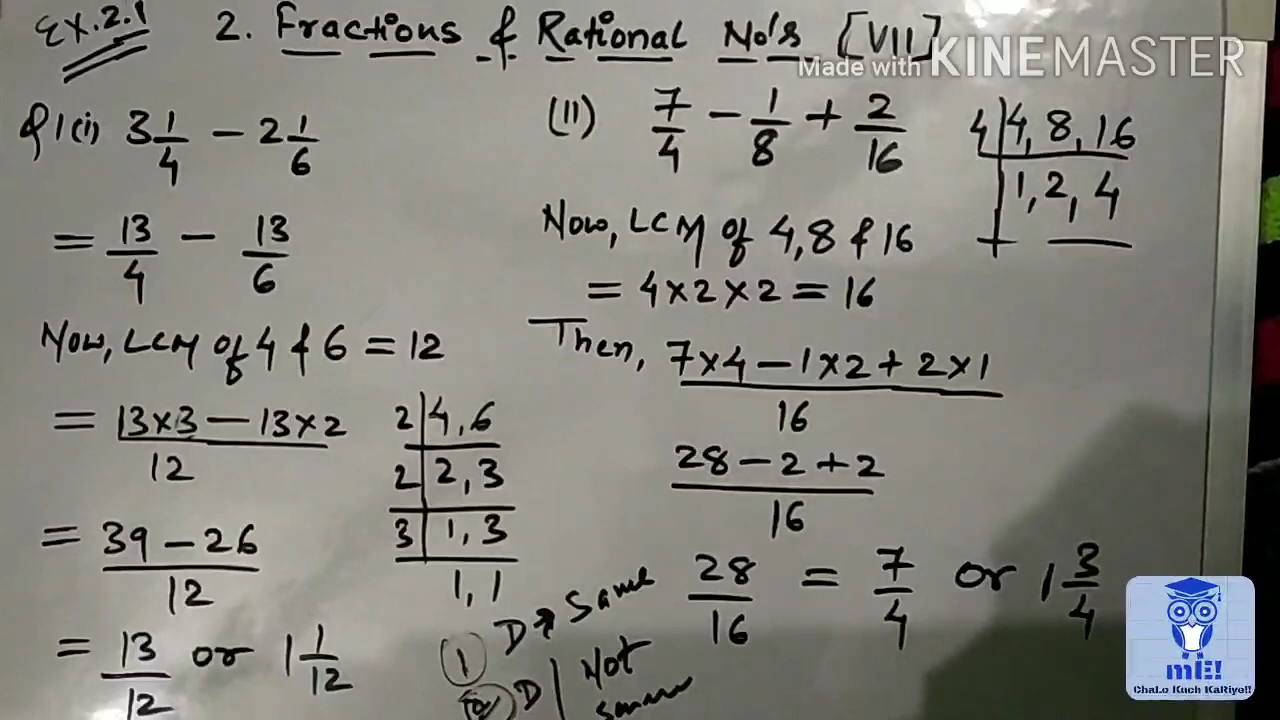 Ex.2.1 2. Fractions & Rational No's [VII]
Made with KINEMASTER
Q1(i) 3 1/4 - 2 1/6
= 13/4 - 13/6
Now, LCM of 4 & 6 = 12
= 13×3 - 13×2 / 12
2 | 4, 6
2 | 2, 3
3 | 1, 3
1, 1
= 39 - 26 / 12
= 13/12 or 1 1/12
(1) D → Same
(2) D | Not
same
(II) 7/4 - 1/8 + 2/16
4 | 4, 8, 16
1, 2, 4
Now, LCM of 4, 8 & 16
= 4×2×2 = 16
Then, 7×4 - 1×2 + 2×1 / 16
28 - 2 + 2 / 16
28/16 = 7/4 or 1 3/4
mE!
ChaLo Kuch KaRiye!!